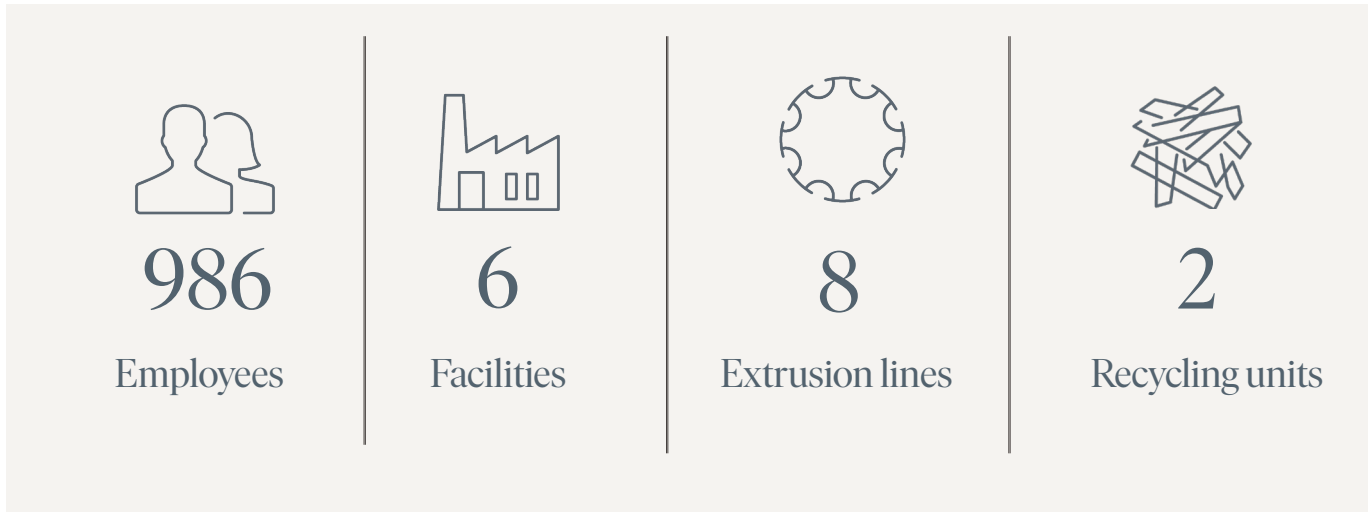 986
Employees
6
Facilities
8
Extrusion lines
2
Recycling units